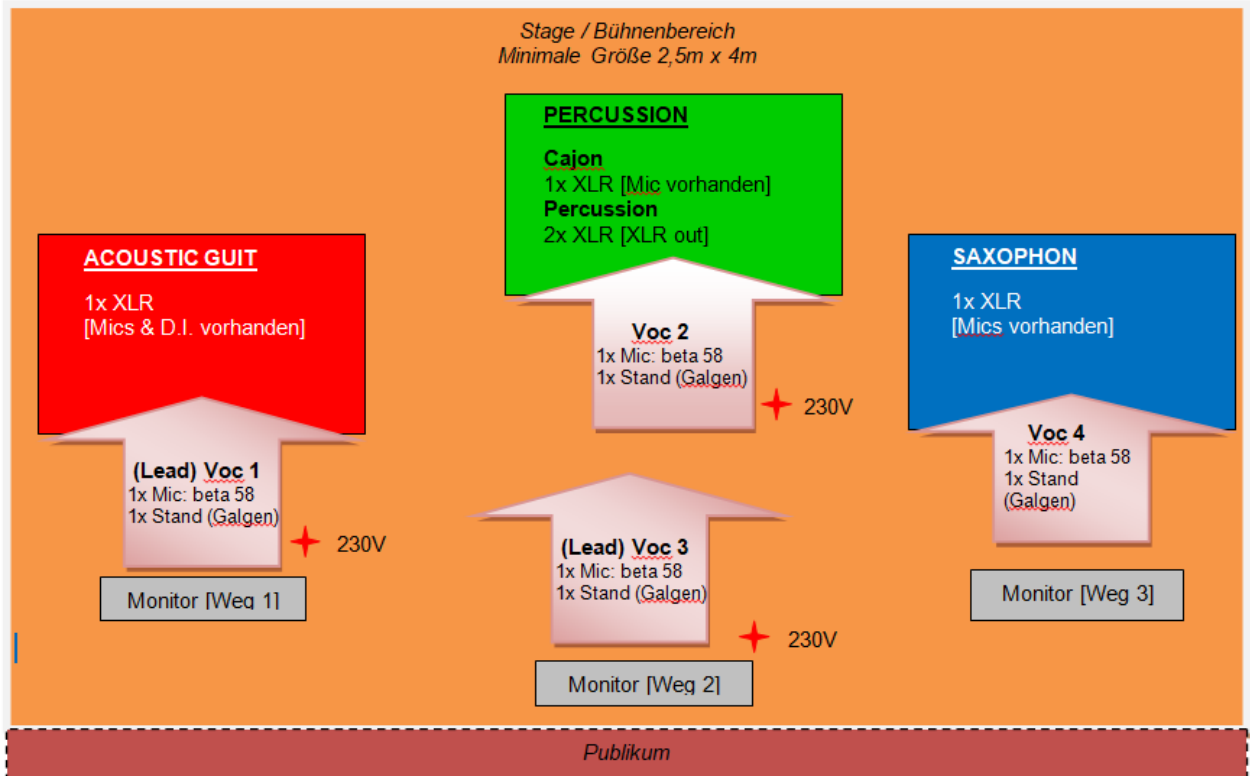 Stage / Bühnenbereich
Minimale Größe 2,5m x 4m
PERCUSSION
Cajon
1x XLR [Mic vorhanden]
Percussion
2x XLR [XLR out]
ACOUSTIC GUIT
1x XLR
[Mics & D.I. vorhanden]
SAXOPHON
1x XLR
[Mics vorhanden]
Voc 2
1x Mic: beta 58
1x Stand (Galgen)
230V
(Lead) Voc 1
1x Mic: beta 58
1x Stand (Galgen)
230V
Voc 4
1x Mic: beta 58
1x Stand
(Galgen)
(Lead) Voc 3
1x Mic: beta 58
1x Stand (Galgen)
230V
Monitor [Weg 1]
Monitor [Weg 3]
Monitor [Weg 2]
Publikum